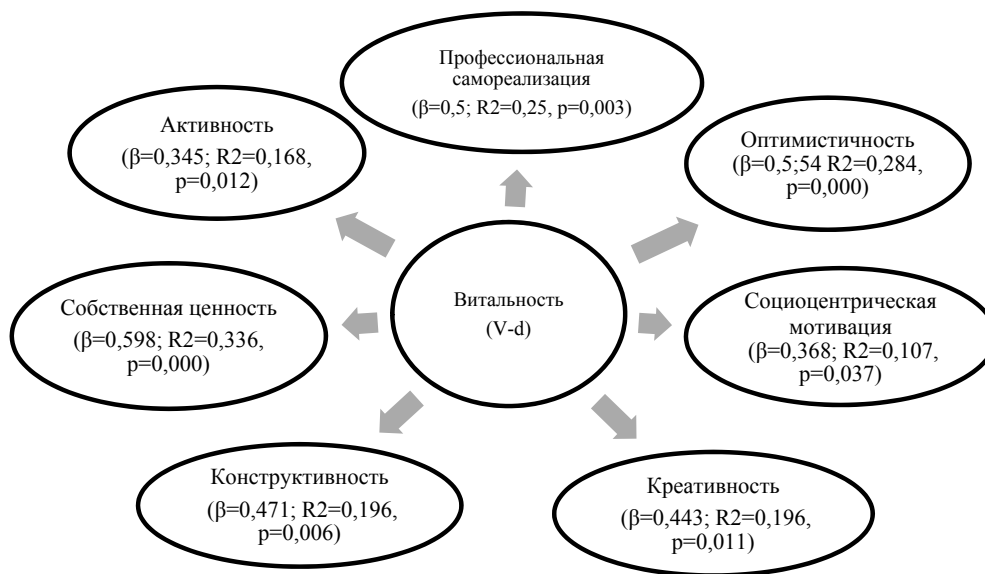 Профессиональная
самореализация
(β=0,5; R2=0,25, p=0,003)
Активность
(β=0,345; R2=0,168,
p=0,012)
Оптимистичность
(β=0,5;54 R2=0,284,
p=0,000)
Собственная ценность
(β=0,598; R2=0,336,
p=0,000)
Витальность
(V-d)
Социоцентрическая
мотивация
(β=0,368; R2=0,107,
p=0,037)
Конструктивность
(β=0,471; R2=0,196,
p=0,006)
Креативность
(β=0,443; R2=0,196,
p=0,011)